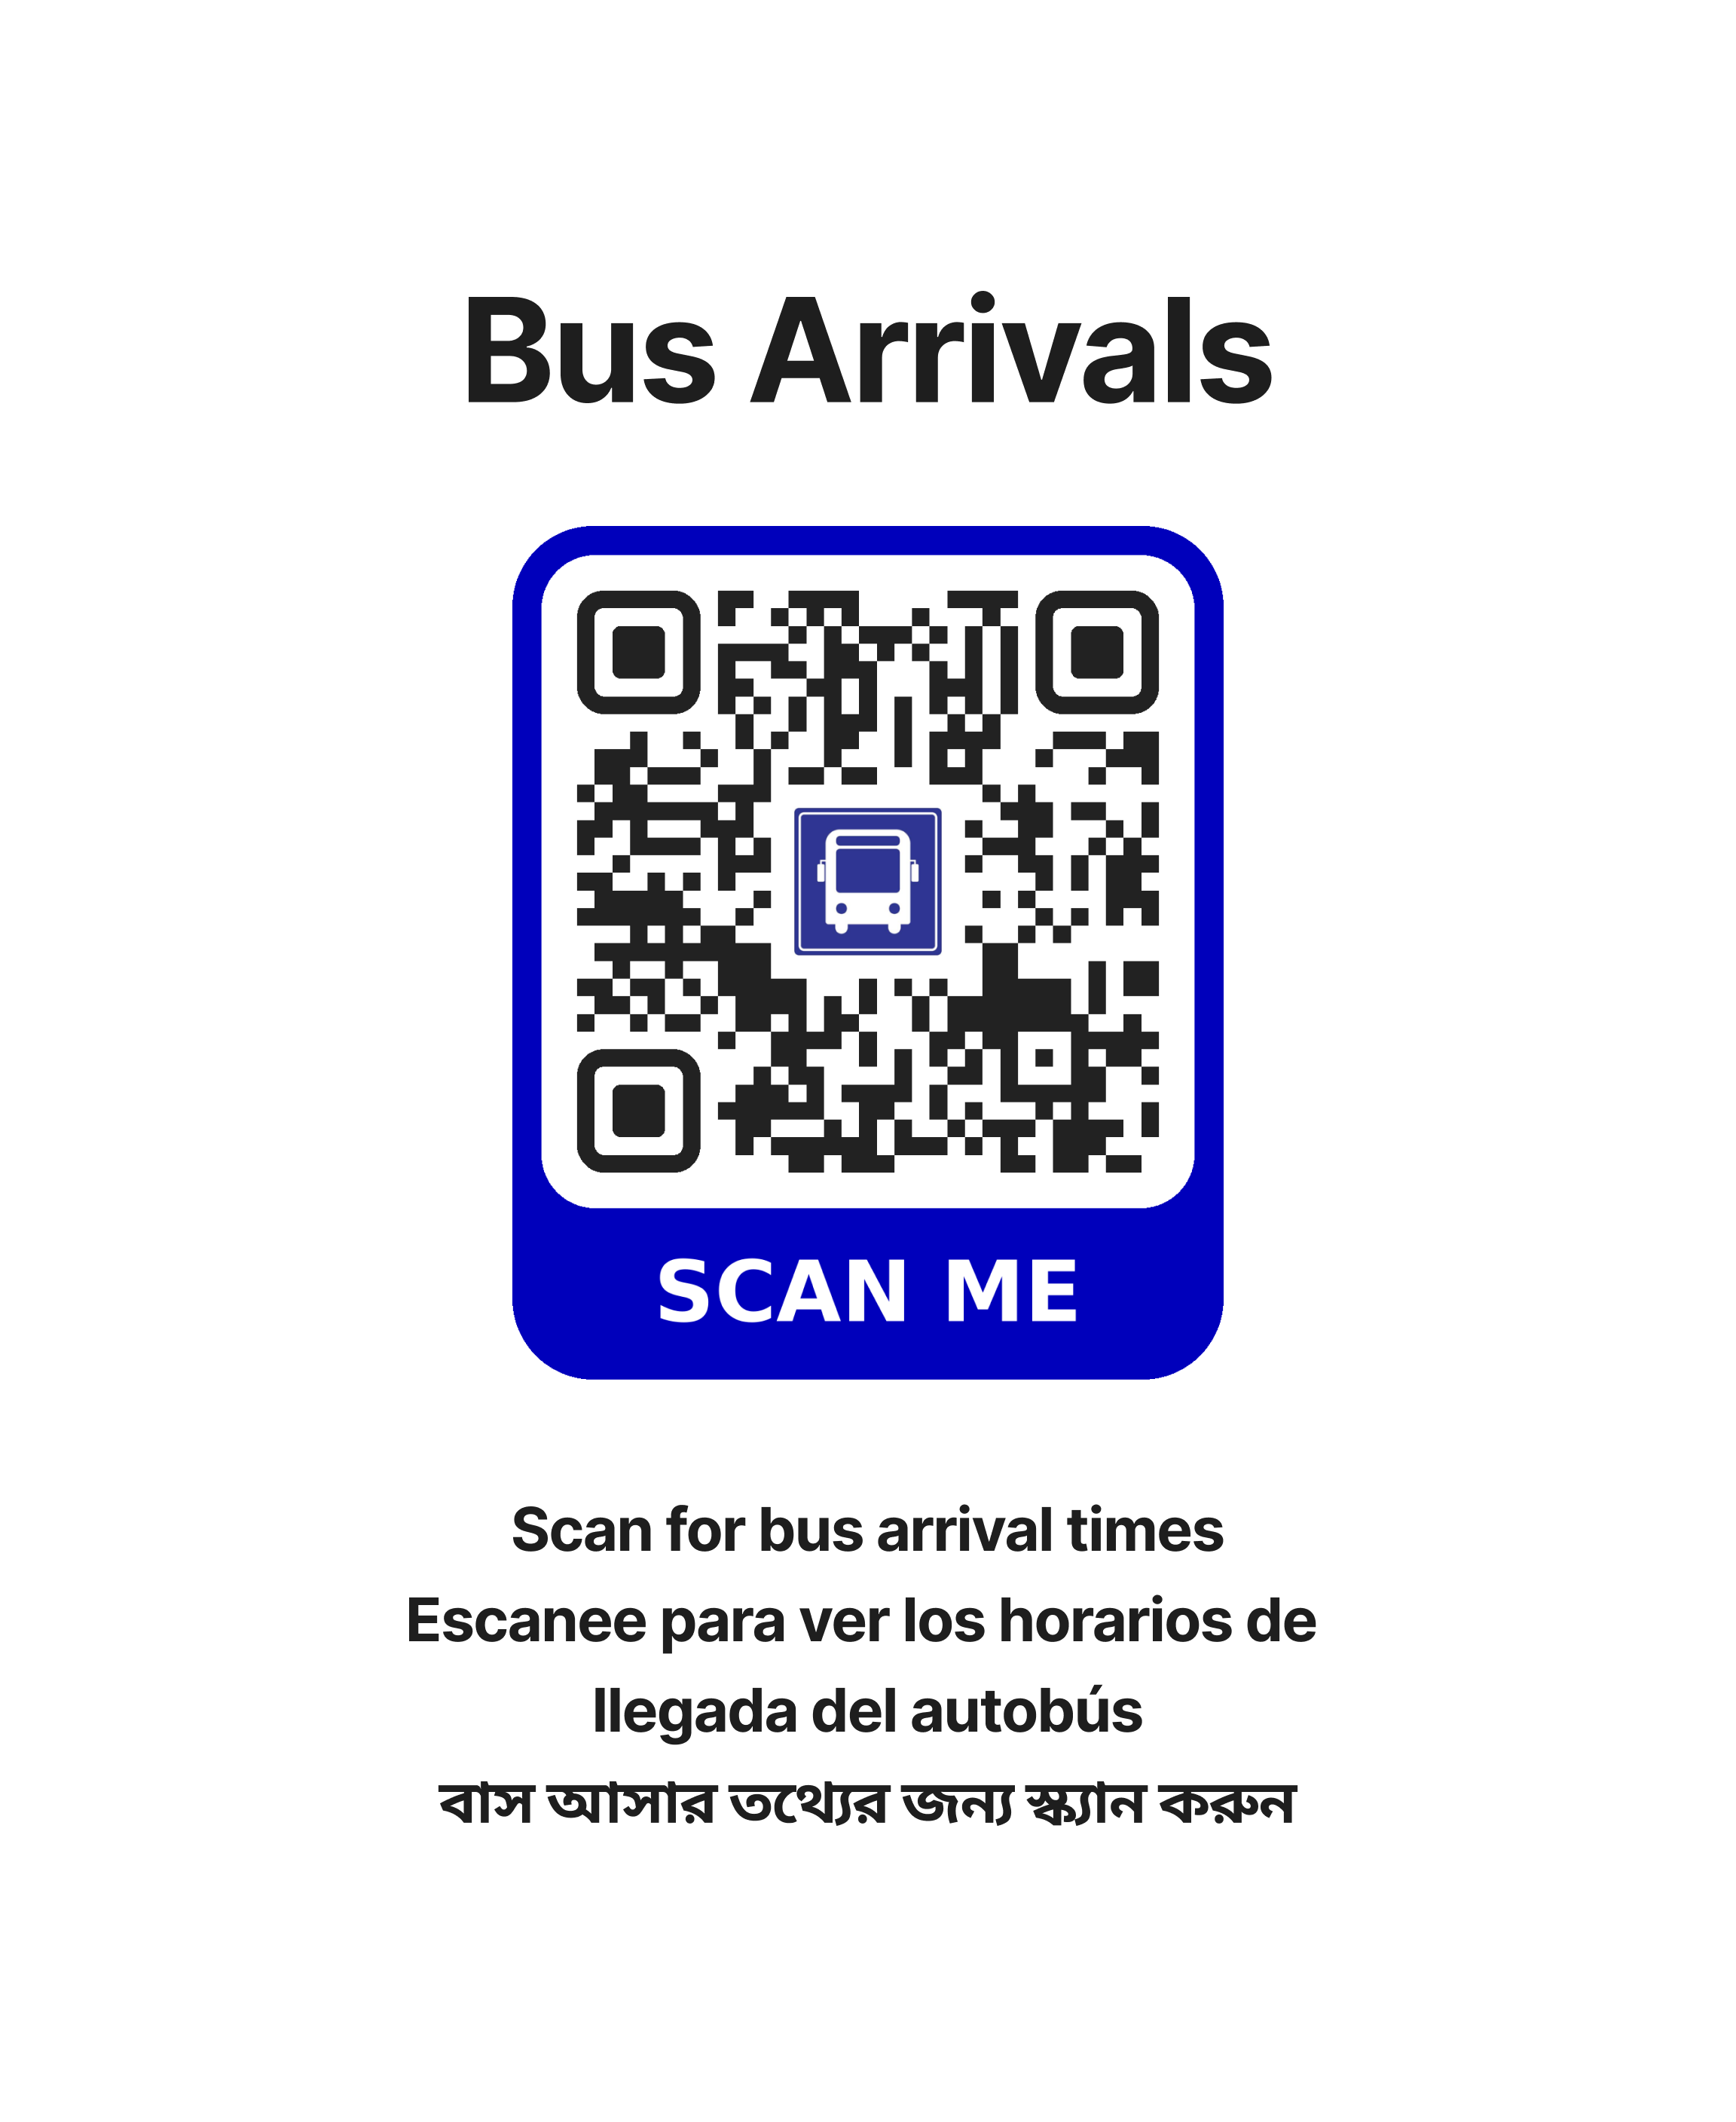 Bus Arrivals
SCAN ME
Scan for bus arrival times
Escanee para ver los horarios de
llegada del autobús
বাস আসার তথ্যের জন্য স্ক্যান করুন